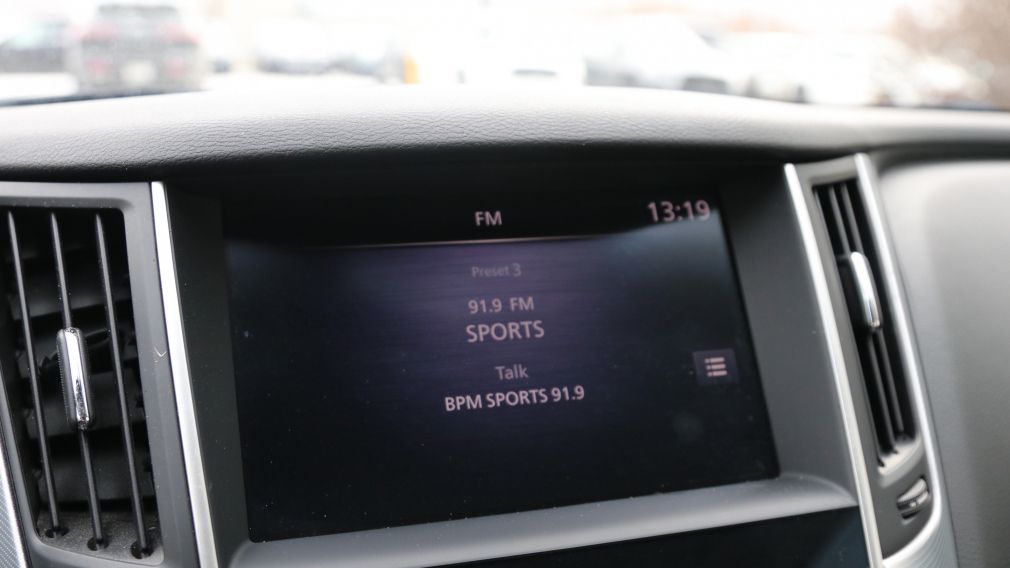 FM 13:19
Preset 3
91.9 FM
SPORTS
Talk
BPM SPORTS 91.9